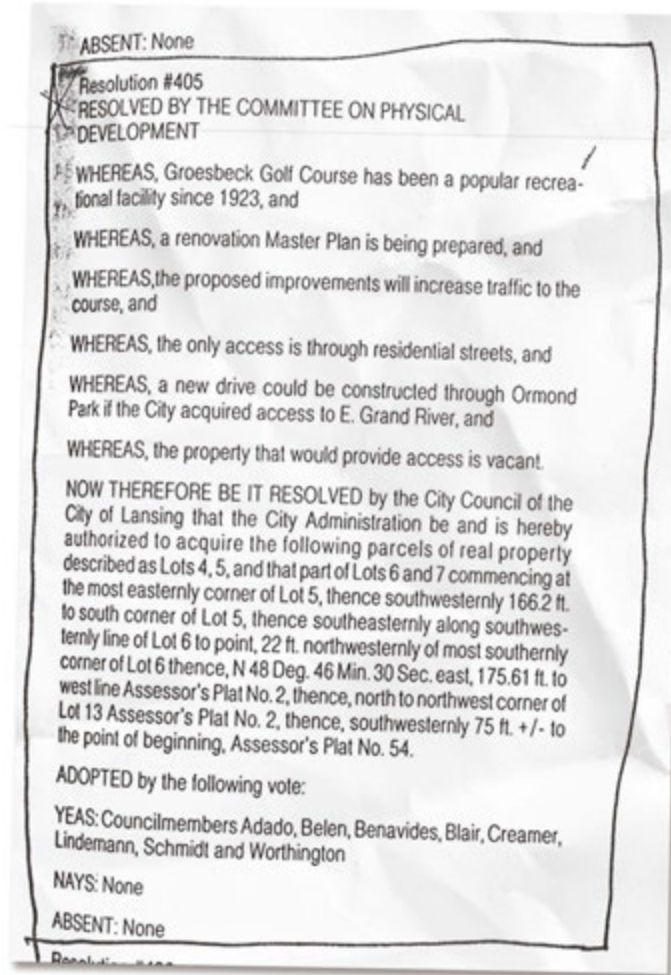 ABSENT: None
Resolution #405
RESOLVED BY THE COMMITTEE ON PHYSICAL
DEVELOPMENT
WHEREAS, Groesbeck Golf Course has been a popular recrea-
tional facility since 1923, and
WHEREAS, a renovation Master Plan is being prepared, and
WHEREAS,the proposed improvements will increase traffic to the
course, and
WHEREAS, the only access is through residential streets, and
WHEREAS, a new drive could be constructed through Ormond
Park if the City acquired access to E. Grand River, and
WHEREAS, the property that would provide access is vacant.
NOW THEREFORE BE IT RESOLVED by the City Council of the
City of Lansing that the City Administration be and is hereby
authorized to acquire the following parcels of real property
described as Lots 4, 5, and that part of Lots 6 and 7 commencing at
the most easternly corner of Lot 5, thence southwesternly 166.2 ft.
to south corner of Lot 5, thence southeasternly along southwes-
ternly line of Lot 6 to point, 22 ft. northwesternly of most southernly
corner of Lot 6 thence, N 48 Deg. 46 Min. 30 Sec. east, 175.61 ft. to
west line Assessor's Plat No. 2, thence, north to northwest corner of
Lot 13 Assessor's Plat No. 2, thence, southwesternly 75 ft. +/- to
the point of beginning, Assessor's Plat No. 54.
ADOPTED by the following vote:
YEAS: Councilmembers Adado, Belen, Benavides, Blair, Creamer,
Lindemann, Schmidt and Worthington
NAYS: None
ABSENT: None
Resolution